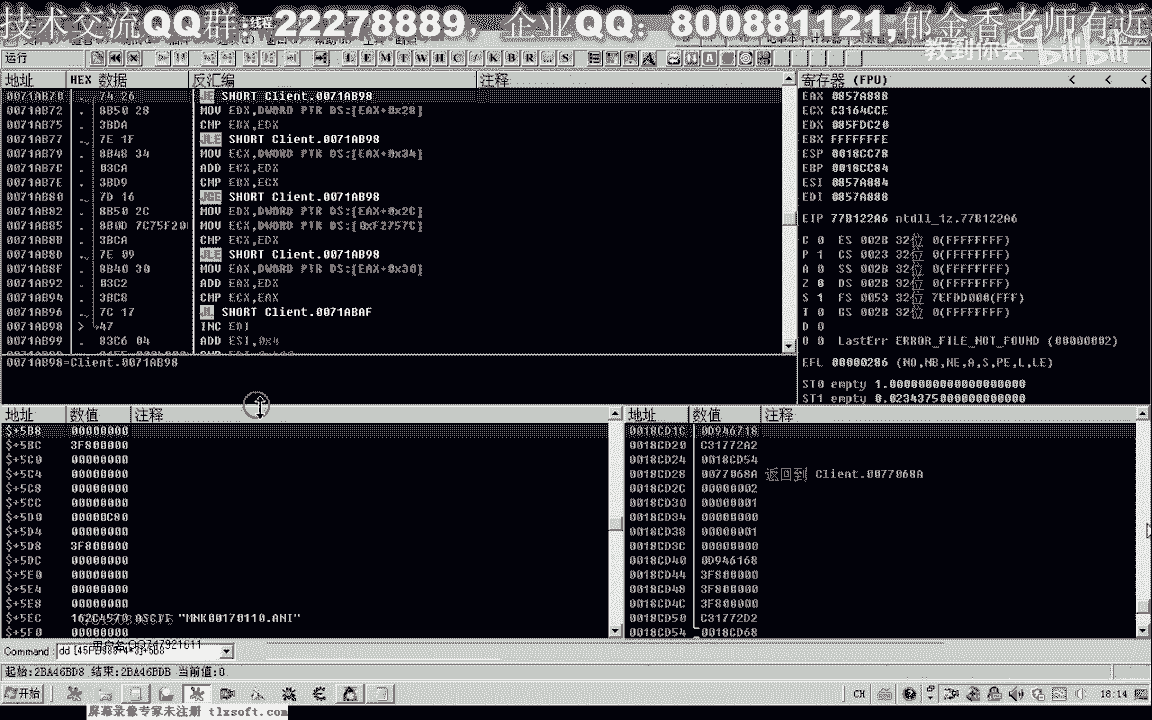 技术交流QQ群:22278889, 企业QQ: 800881121;郁金香老师有近
教到你会 bilibili
运行
地址 HEX 数据 反汇编 注释
0071AB70 74 26 JE SHORT Client.0071AB98
0071AB72 8B50 28 MOV EDX,DWORD PTR DS:[EAX+0x28]
0071AB75 3BDA CMP EBX,EDX
0071AB77 7E 1F JLE SHORT Client.0071AB98
0071AB79 8B48 34 MOV ECX,DWORD PTR DS:[EAX+0x34]
0071AB7C 03CA ADD ECX,EDX
0071AB7E 3BD9 CMP EBX,ECX
0071AB80 7D 16 JGE SHORT Client.0071AB98
0071AB82 8B50 2C MOV EDX,DWORD PTR DS:[EAX+0x2C]
0071AB85 8B0D 7C75F20 MOV ECX,DWORD PTR DS:[0xF2757C]
0071AB8B 3BCA CMP ECX,EDX
0071AB8D 7E 09 JLE SHORT Client.0071AB98
0071AB8F 8B40 30 MOV EAX,DWORD PTR DS:[EAX+0x30]
0071AB92 03C2 ADD EAX,EDX
0071AB94 3BC8 CMP ECX,EAX
0071AB96 7C 17 JL SHORT Client.0071ABAF
0071AB98 > 47 INC EDI
0071AB99 83C6 04 ADD ESI,0x4
0071AB98=Client.0071AB98
寄存器 (FPU) < < <
EAX 0857A888
ECX C3164CCE
EDX 085FDC20
EBX FFFFFFFE
ESP 0018CC78
EBP 0018CC84
ESI 0857A884
EDI 0857A888
EIP 77B122A6 ntdll_1z.77B122A6
C 0 ES 002B 32位 0(FFFFFFFF)
P 1 CS 0023 32位 0(FFFFFFFF)
A 0 SS 002B 32位 0(FFFFFFFF)
Z 0 DS 002B 32位 0(FFFFFFFF)
S 1 FS 0053 32位 7EFDD000(FFF)
T 0 GS 002B 32位 0(FFFFFFFF)
D 0
O 0 LastErr ERROR_FILE_NOT_FOUND (00000002)
EFL 00000286 (NO,NB,NE,A,S,PE,L,LE)
ST0 empty 1.0000000000000000000
ST1 empty 0.0234375000000000000
地址 数值 注释
$+5B8 00000000
$+5BC 3F800000
$+5C0 00000000
$+5C4 00000000
$+5C8 00000000
$+5CC 00000000
$+5D0 00000C80
$+5D4 00000000
$+5D8 3F800000
$+5DC 00000000
$+5E0 00000000
$+5E4 00000000
$+5E8 00000000
$+5EC 162C4570 ASCII "MNK00170110.ANI"
$+5F0 00000000
地址 数值 注释
0018CD1C 0D946718
0018CD20 C31772A2
0018CD24 0018CD54
0018CD28 0077068A 返回到 Client.0077068A
0018CD2C 00000002
0018CD30 00000001
0018CD34 00000000
0018CD38 00000001
0018CD3C 00000000
0018CD40 0D946168
0018CD44 3F800000
0018CD48 3F800000
0018CD4C 3F800000
0018CD50 C31772D2
0018CD54 0018CD68
Command:
起始:2BA46BD8 结束:2BA46BDB 当前值:0
开始 CH 18:14
屏幕录像专家未注册 tlzsoft.com